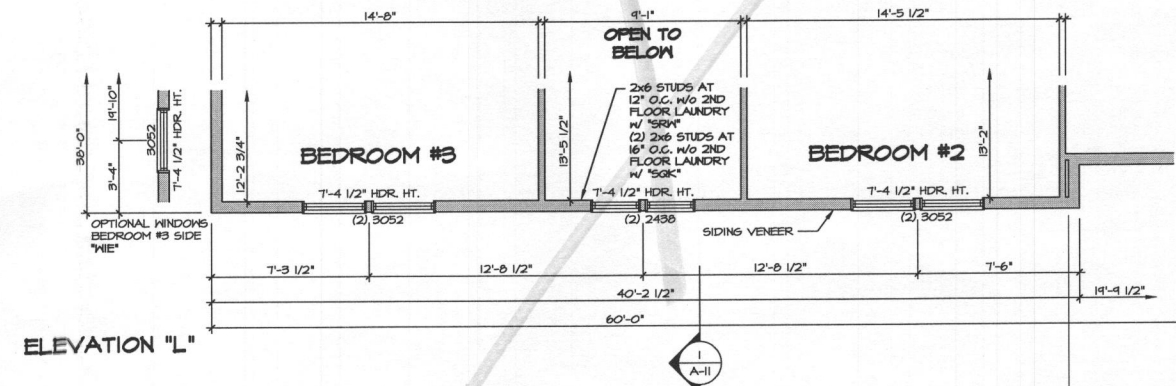 14'-8"
9'-1"
14'-5 1/2"
OPEN TO
BELOW
2x6 STUDS AT
12" O.C. W/O 2ND
FLOOR LAUNDRY
W/ "SRW"
(2) 2x6 STUDS AT
16" O.C. W/O 2ND
FLOOR LAUNDRY
W/ "SGK"
38'-0"
19'-10"
3'-4"
3052
7'-4 1/2" HDR. HT.
12'-2 3/4"
BEDROOM #3
13'-5 1/2"
BEDROOM #2
13'-2"
7'-4 1/2" HDR. HT.
7'-4 1/2" HDR. HT.
7'-4 1/2" HDR. HT.
(2) 3052
(2) 2438
(2) 3052
OPTIONAL WINDOWS
BEDROOM #3 SIDE
"WIE"
SIDING VENEER
7'-3 1/2"
12'-8 1/2"
12'-8 1/2"
7'-6"
40'-2 1/2"
19'-9 1/2"
60'-0"
ELEVATION "L"
1
A-11